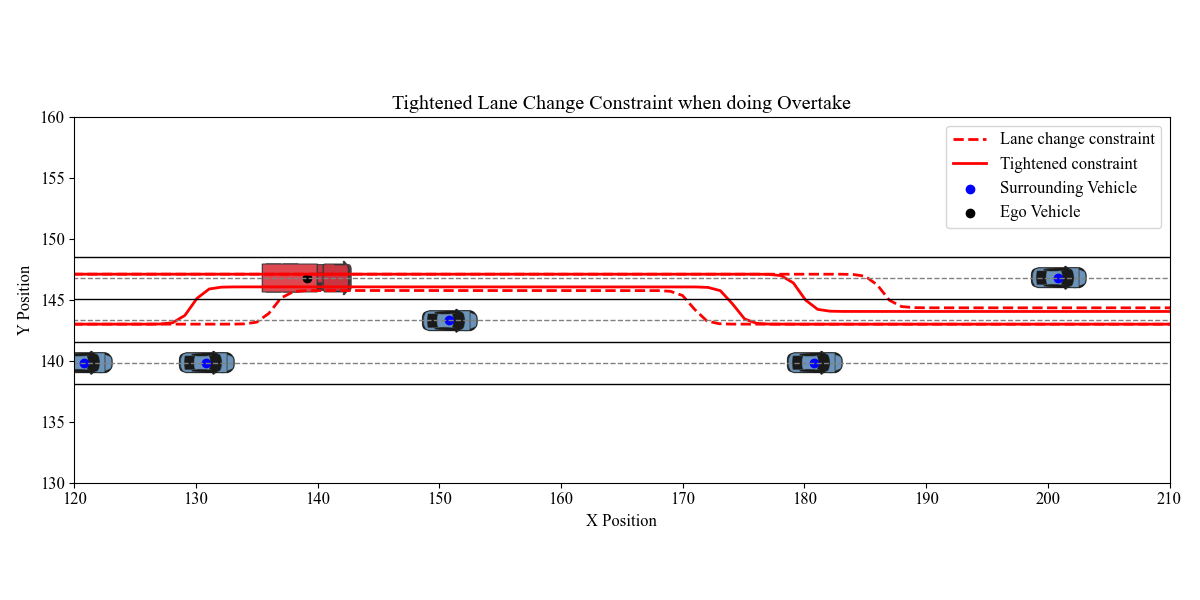 Tightened Lane Change Constraint when doing Overtake
160
155
150
145
140
135
130
Y Position
Lane change constraint
Tightened constraint
Surrounding Vehicle
Ego Vehicle
120
130
140
150
160
170
180
190
200
210
X Position